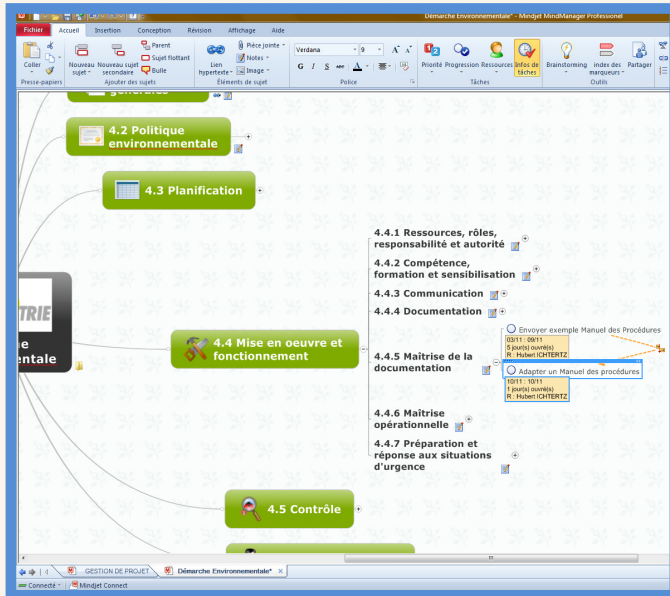 Démarche Environnementale* - Mindjet MindManager Professionel
Fichier Accueil Insertion Conception Révision Affichage Aide
Coller
Presse-papiers
Nouveau sujet
Nouveau sujet secondaire
Parent
Sujet flottant
Bulle
Ajouter des sujets
Lien hypertexte
Pièce jointe
Notes
Image
Éléments de sujet
Verdana 9
G I S
Police
Priorité Progression Ressources Infos de tâches
Tâches
Brainstorming index des marqueurs Partager
Outils
générales
4.2 Politique
environnementale
4.3 Planification
TRIE
e
entale
4.4 Mise en oeuvre et
fonctionnement
4.4.1 Ressources, rôles,
responsabilité et autorité
4.4.2 Compétence,
formation et sensibilisation
4.4.3 Communication
4.4.4 Documentation
4.4.5 Maîtrise de la
documentation
Envoyer exemple Manuel des Procédures
03/11 : 09/11
5 jour(s) ouvré(s)
R : Hubert ICHTERTZ
Adapter un Manuel des procédures
10/11 : 10/11
1 jour(s) ouvré(s)
R : Hubert ICHTERTZ
4.4.6 Maîtrise
opérationnelle
4.4.7 Préparation et
réponse aux situations
d'urgence
4.5 Contrôle
GESTION DE PROJET Démarche Environnementale*
Connecté Mindjet Connect